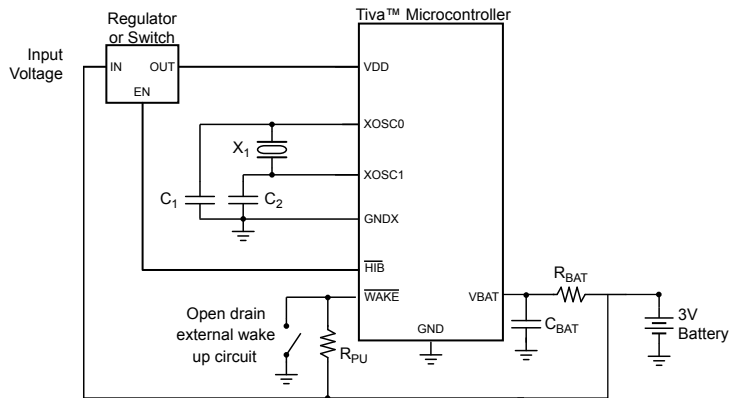 Tiva™ Microcontroller
Regulator
or Switch
Input
Voltage
IN OUT
EN
VDD
XOSC0
X1
XOSC1
C1
C2
GNDX
HIB
WAKE
VBAT
RBAT
Open drain
external wake
up circuit
RPU
GND
CBAT
3V
Battery